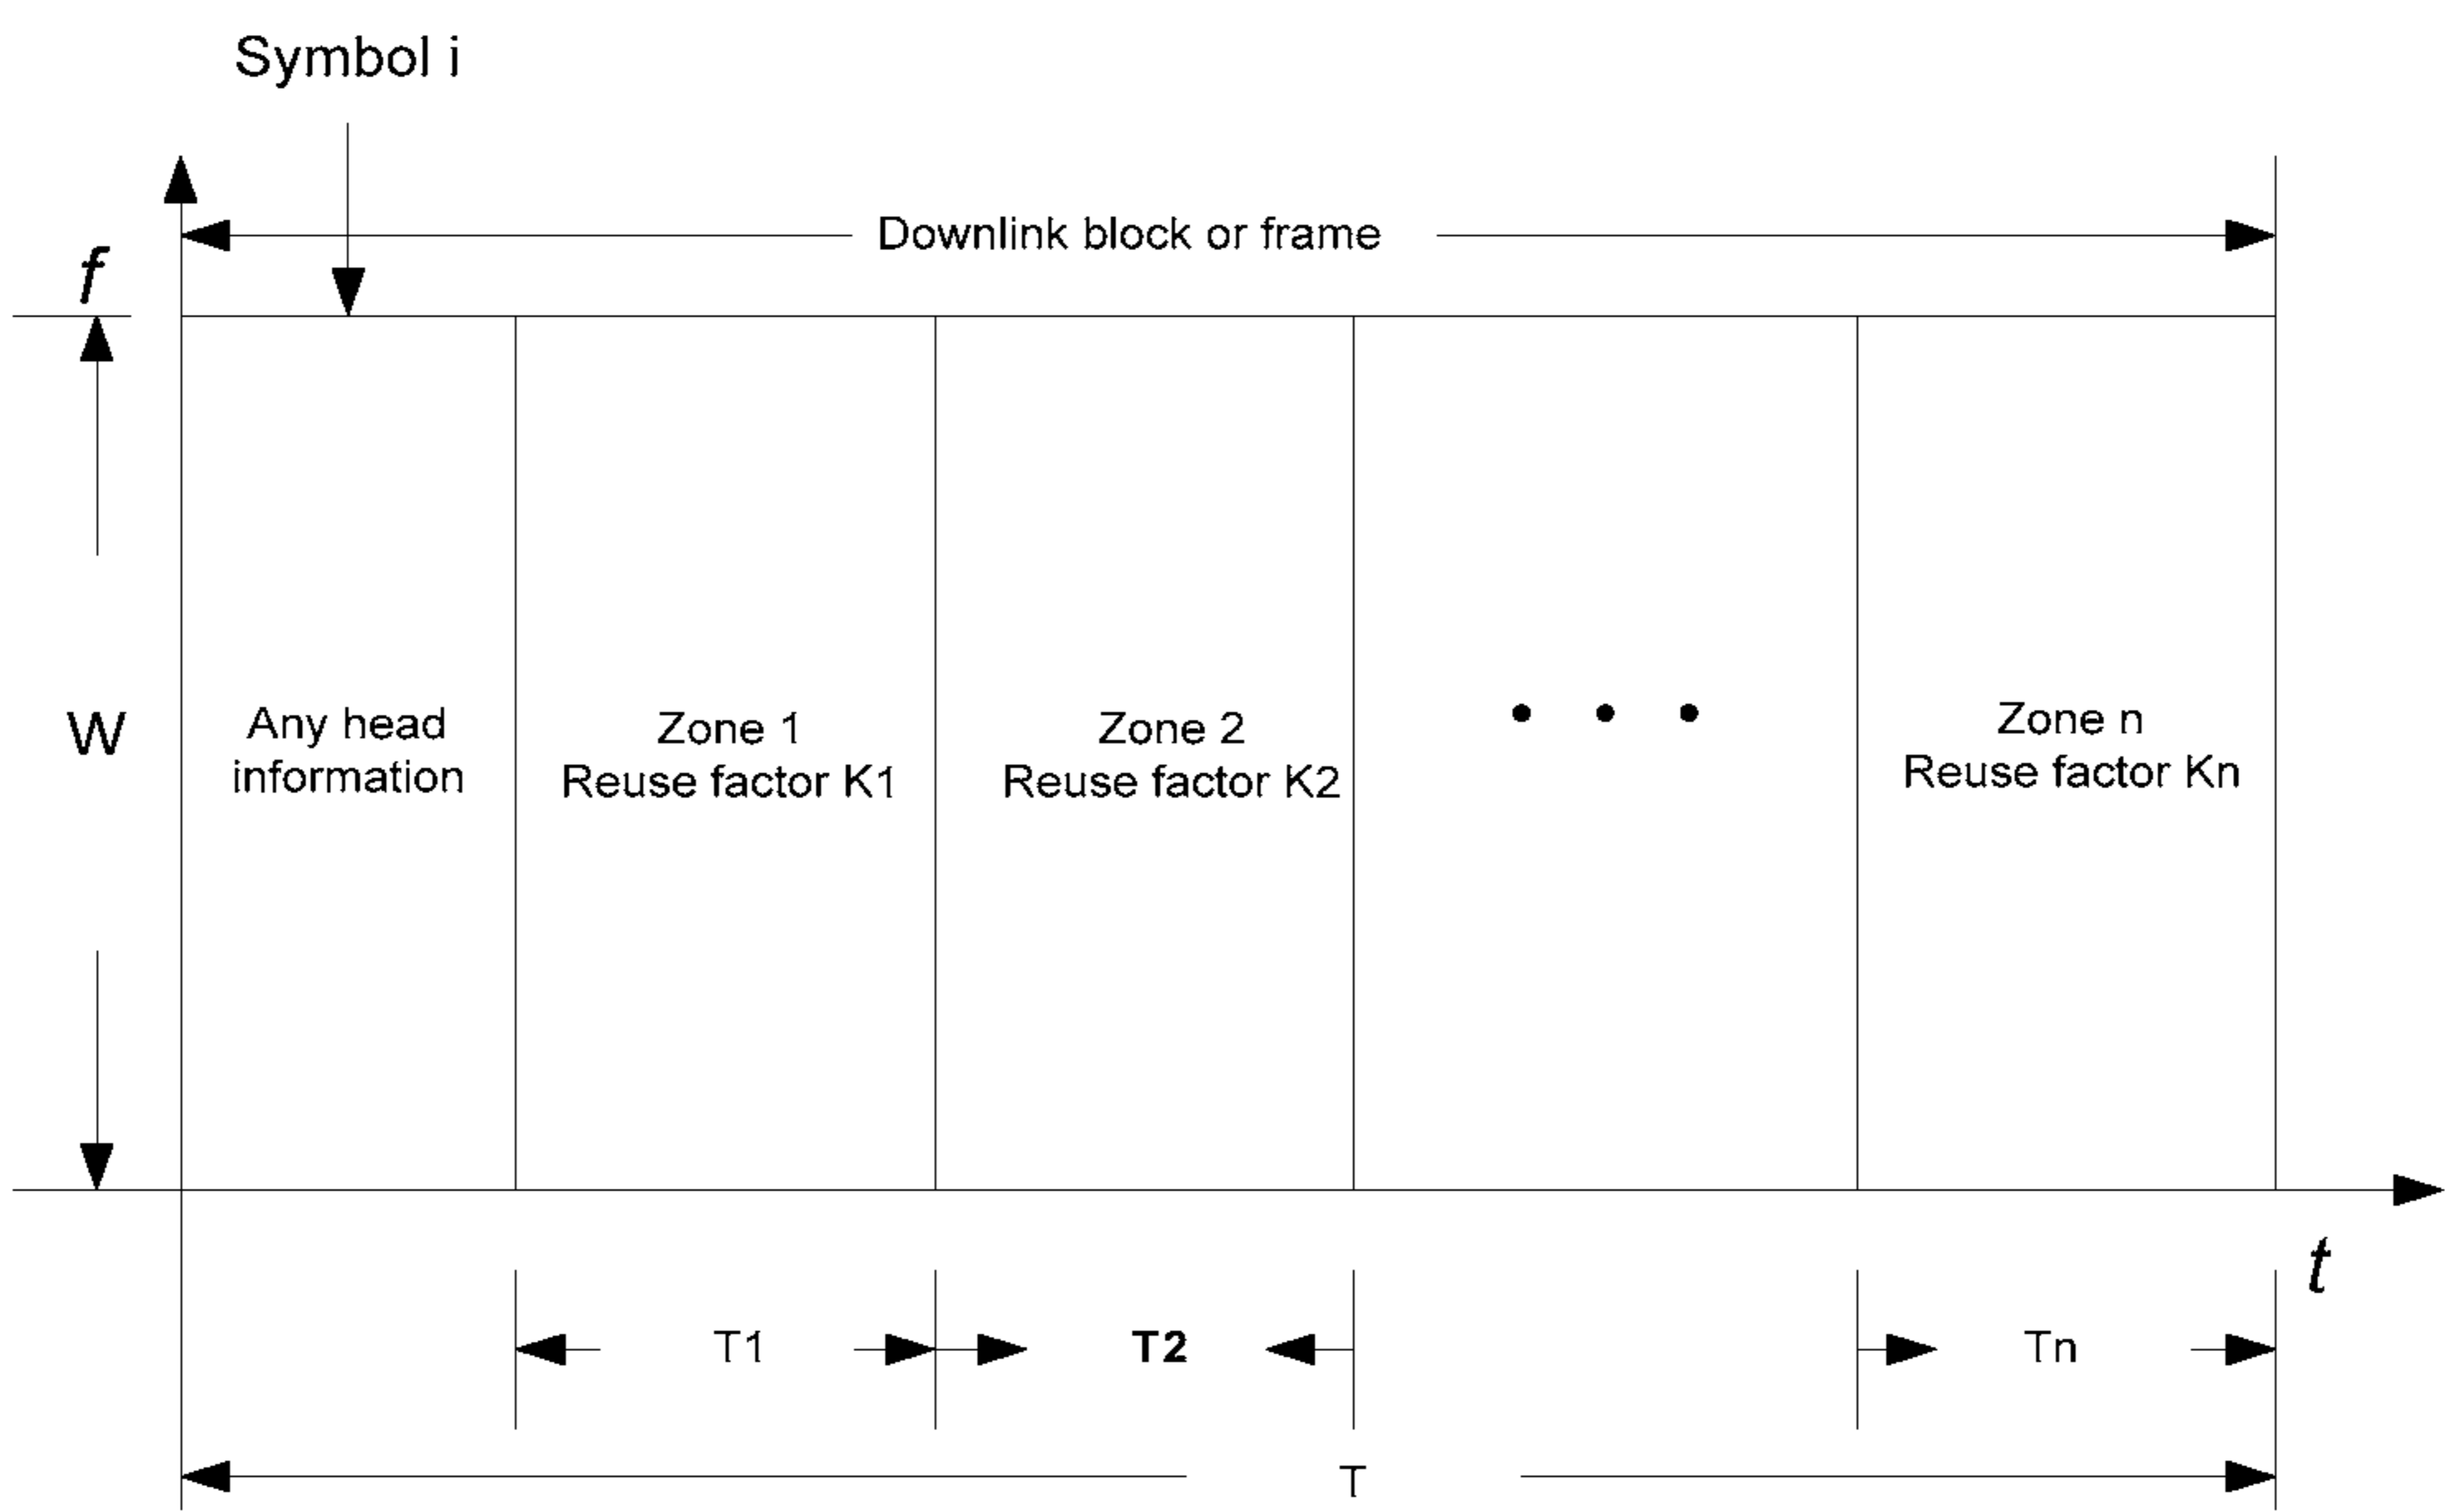 Symbol i
Downlink block or frame
f
W
Any head
information
Zone 1
Reuse factor K1
Zone 2
Reuse factor K2
• • •
Zone n
Reuse factor Kn
t
T1
T2
Tn
T